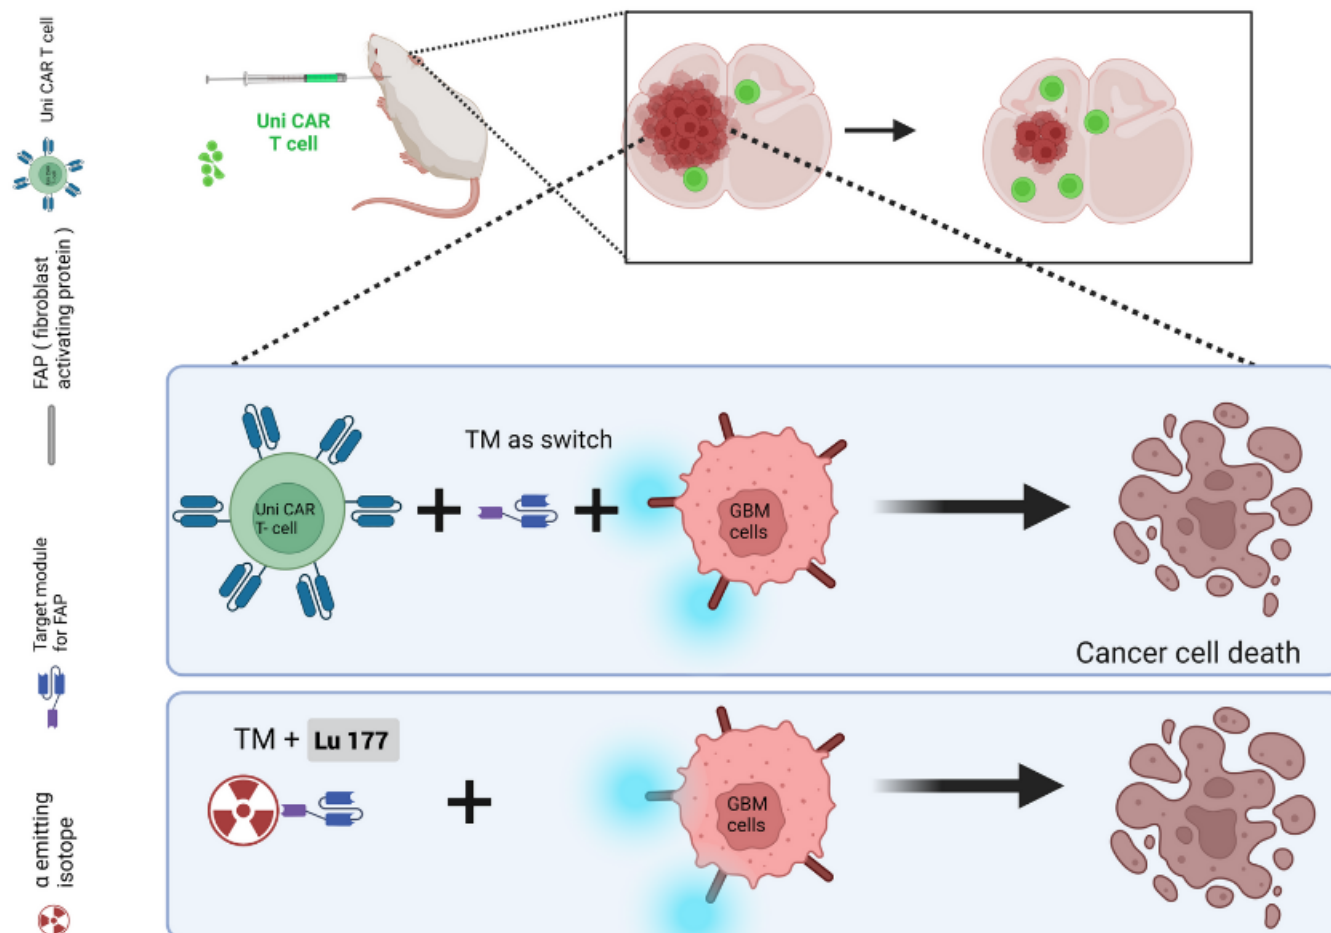 Uni CAR T cell
FAP ( fibroblast
activating protein )
Target module
for FAP
α emitting
isotope
Uni CAR
T cell
Uni CAR
T- cell
TM as switch
GBM
cells
Cancer cell death
TM + Lu 177
GBM
cells